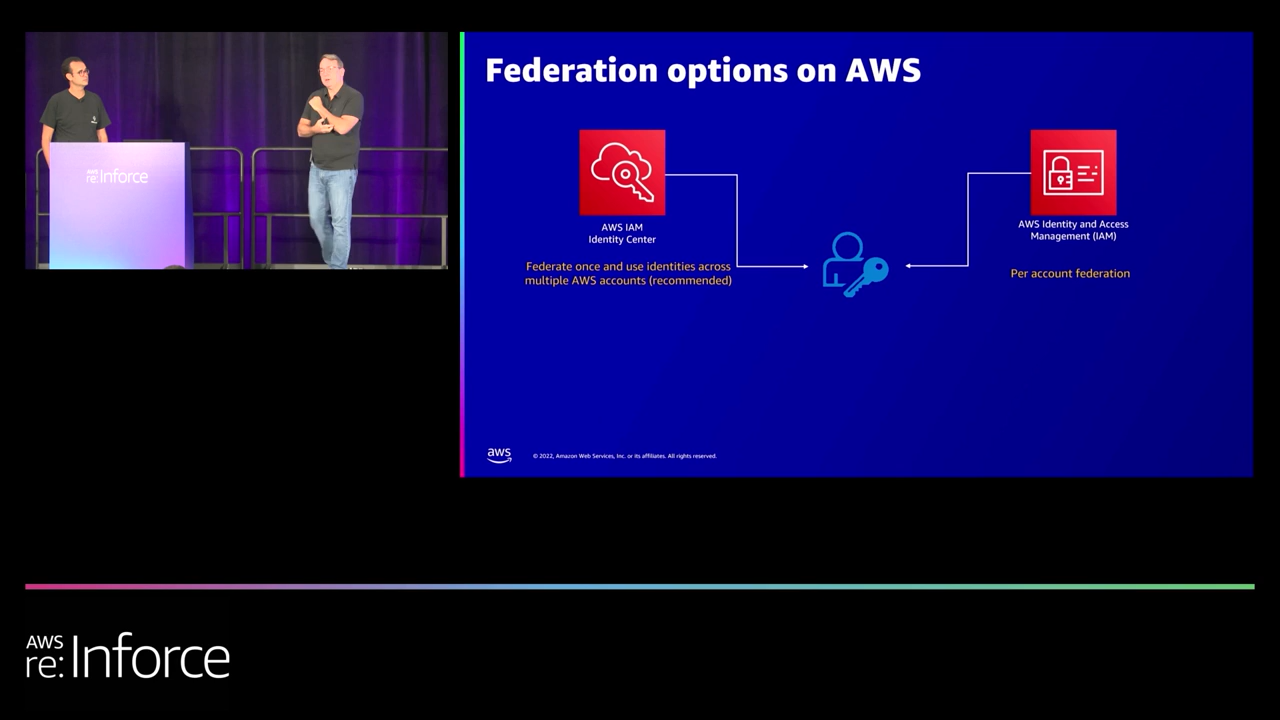 AWS
re:Inforce
Federation options on AWS
AWS IAM
Identity Center
Federate once and use identities across
multiple AWS accounts (recommended)
AWS Identity and Access
Management (IAM)
Per account federation
aws
© 2022, Amazon Web Services, Inc. or its affiliates. All rights reserved.
AWS
re:Inforce